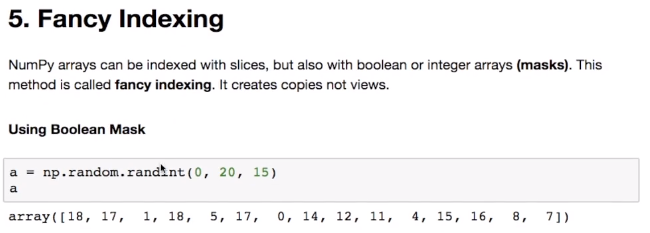 5. Fancy Indexing
NumPy arrays can be indexed with slices, but also with boolean or integer arrays (masks). This
method is called fancy indexing. It creates copies not views.
Using Boolean Mask
a = np.random.randint(0, 20, 15)
a
array([18, 17,  1, 18,  5, 17,  0, 14, 12, 11,  4, 15, 16,  8,  7])